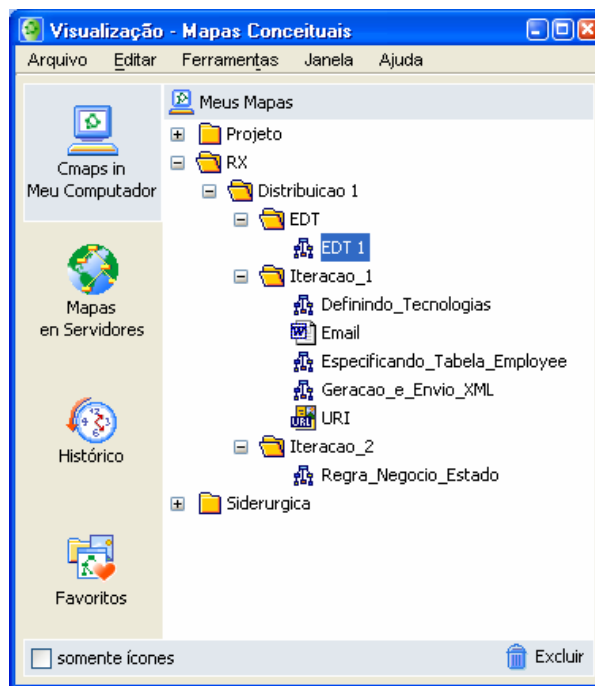 Visualização - Mapas Conceituais
Arquivo Editar Ferramentas Janela Ajuda
Cmaps in
Meu Computador
Mapas
en Servidores
Histórico
Favoritos
Meus Mapas
Projeto
RX
Distribuicao 1
EDT
EDT 1
Iteracao_1
Definindo_Tecnologias
Email
Especificando_Tabela_Employee
Geracao_e_Envio_XML
URL URI
Iteracao_2
Regra_Negocio_Estado
Siderurgica
somente ícones
Excluir